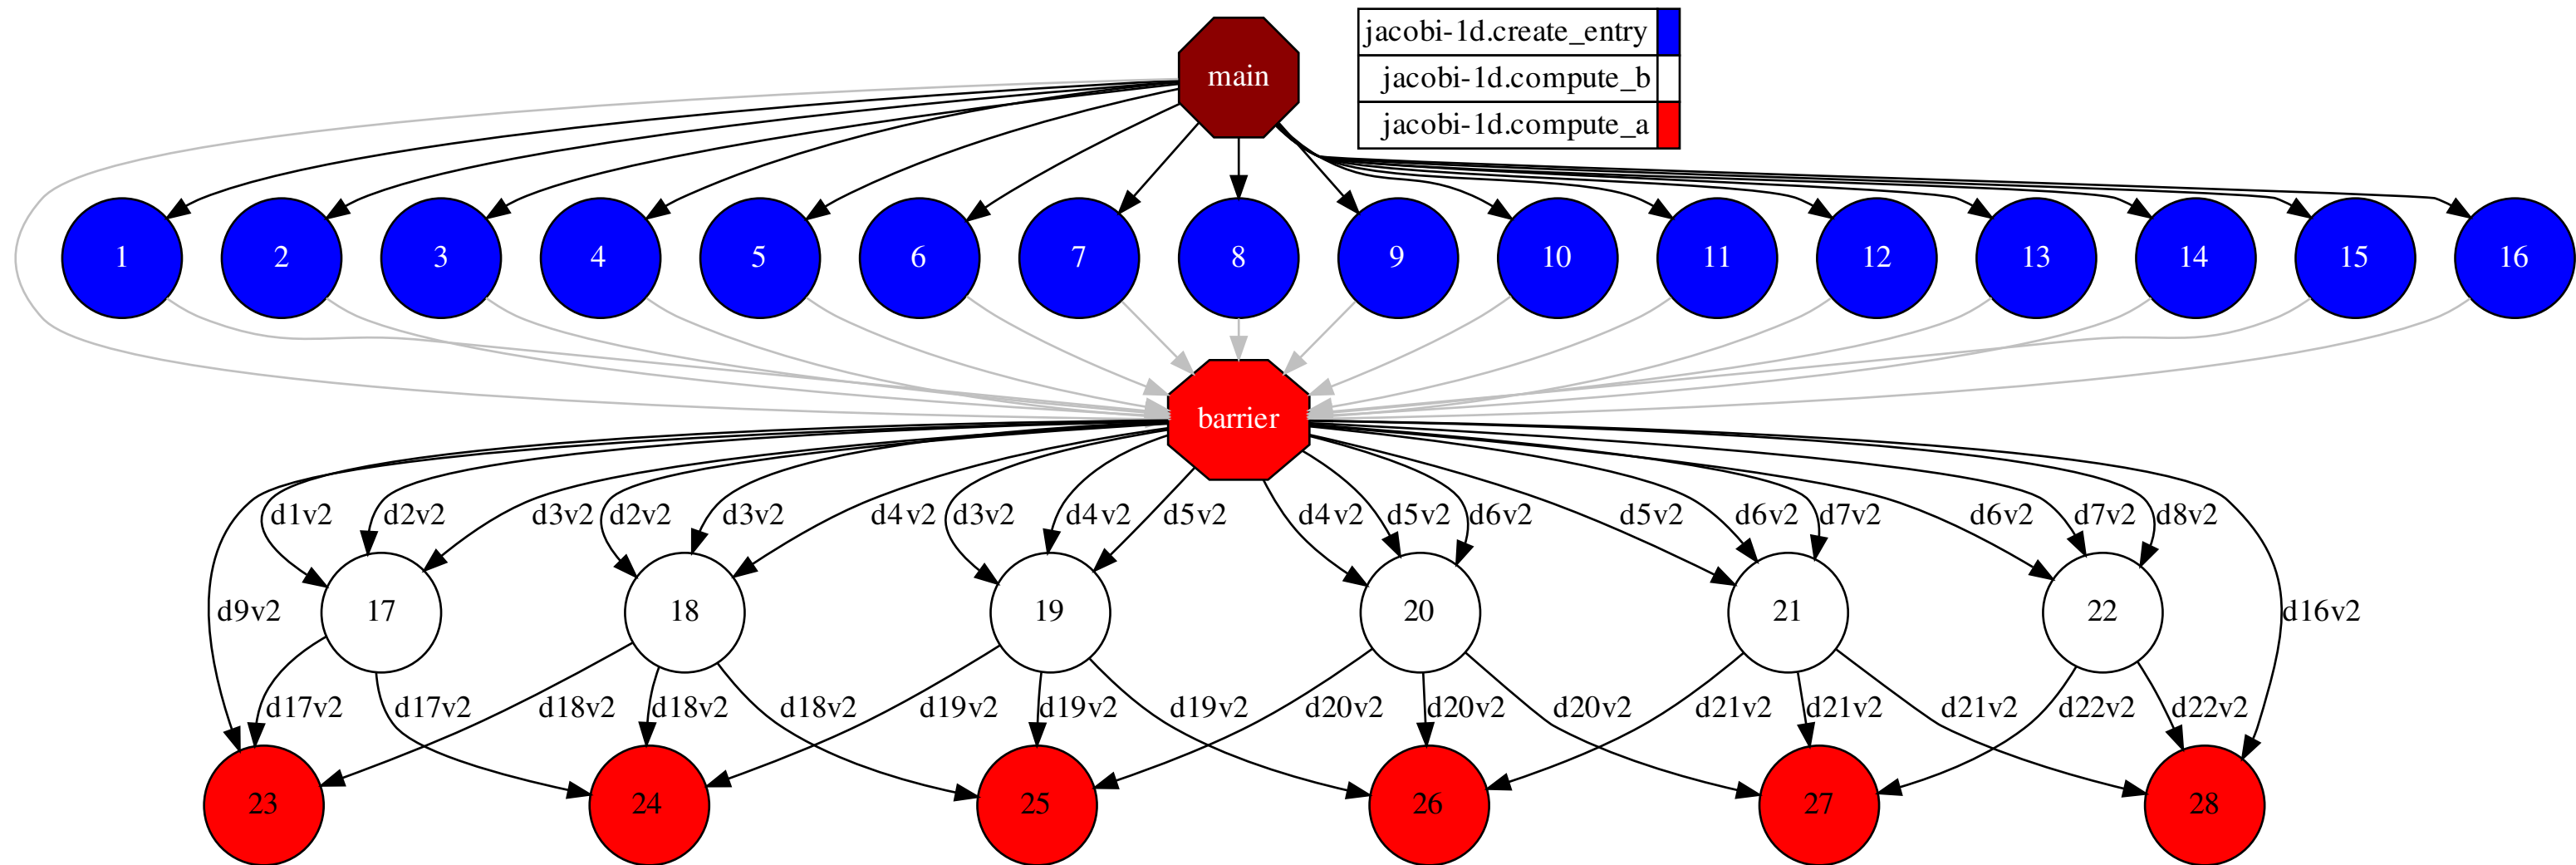 main
jacobi-1d.create_entry
jacobi-1d.compute_b
jacobi-1d.compute_a
1 2 3 4 5 6 7 8 9 10 11 12 13 14 15 16
barrier
d1v2 d2v2 d3v2 d2v2 d3v2 d4v2 d3v2 d4v2 d5v2 d4v2 d5v2 d6v2 d5v2 d6v2 d7v2 d6v2 d7v2 d8v2
d9v2 17 18 19 20 21 22 d16v2
d17v2 d17v2 d18v2 d18v2 d18v2 d19v2 d19v2 d19v2 d20v2 d20v2 d20v2 d21v2 d21v2 d21v2 d22v2 d22v2
23 24 25 26 27 28